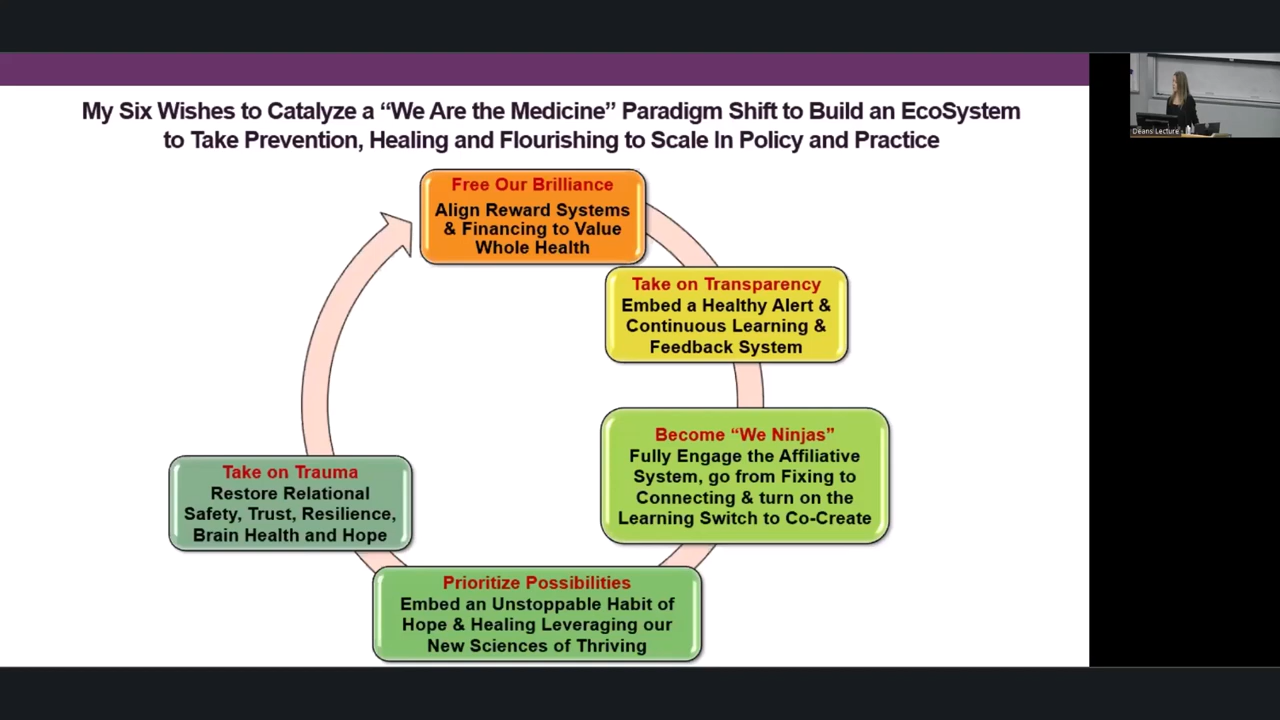 My Six Wishes to Catalyze a “We Are the Medicine” Paradigm Shift to Build an EcoSystem
to Take Prevention, Healing and Flourishing to Scale In Policy and Practice
Free Our Brilliance
Align Reward Systems
& Financing to Value
Whole Health
Take on Transparency
Embed a Healthy Alert &
Continuous Learning &
Feedback System
Become “We Ninjas”
Fully Engage the Affiliative
System, go from Fixing to
Connecting & turn on the
Learning Switch to Co-Create
Prioritize Possibilities
Embed an Unstoppable Habit of
Hope & Healing Leveraging our
New Sciences of Thriving
Take on Trauma
Restore Relational
Safety, Trust, Resilience,
Brain Health and Hope
Deans Lecture